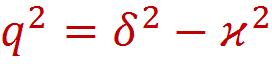 q² = δ² − ϰ²